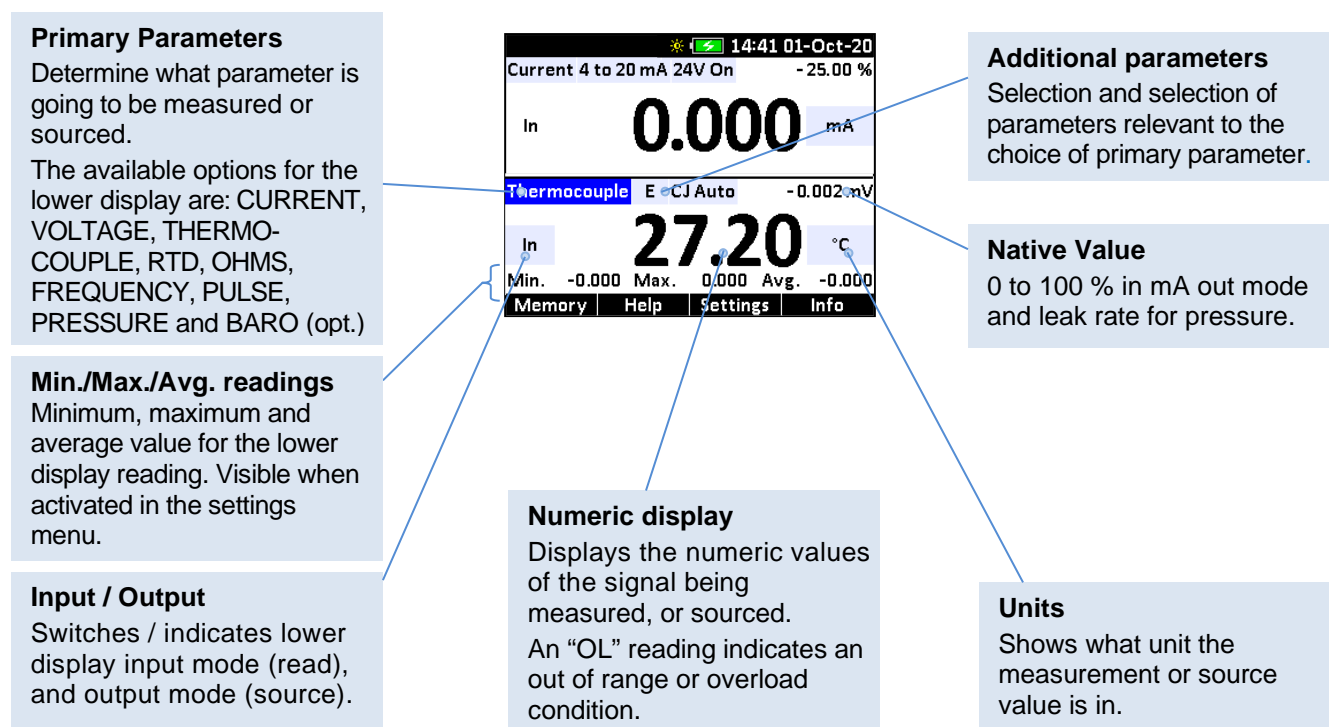 Primary Parameters
Determine what parameter is
going to be measured or
sourced.
The available options for the
lower display are: CURRENT,
VOLTAGE, THERMO-
COUPLE, RTD, OHMS,
FREQUENCY, PULSE,
PRESSURE and BARO (opt.)
Min./Max./Avg. readings
Minimum, maximum and
average value for the lower
display reading. Visible when
activated in the settings
menu.
Input / Output
Switches / indicates lower
display input mode (read),
and output mode (source).
14:41 01-Oct-20
Current 4 to 20 mA 24V On -25.00 %
In 0.000 mA
Thermocouple E CJ Auto -0.002 mV
In 27.20 °C
Min. -0.000 Max. 0.000 Avg. -0.000
Memory Help Settings Info
Numeric display
Displays the numeric values
of the signal being
measured, or sourced.
An “OL” reading indicates an
out of range or overload
condition.
Additional parameters
Selection and selection of
parameters relevant to the
choice of primary parameter.
Native Value
0 to 100 % in mA out mode
and leak rate for pressure.
Units
Shows what unit the
measurement or source
value is in.